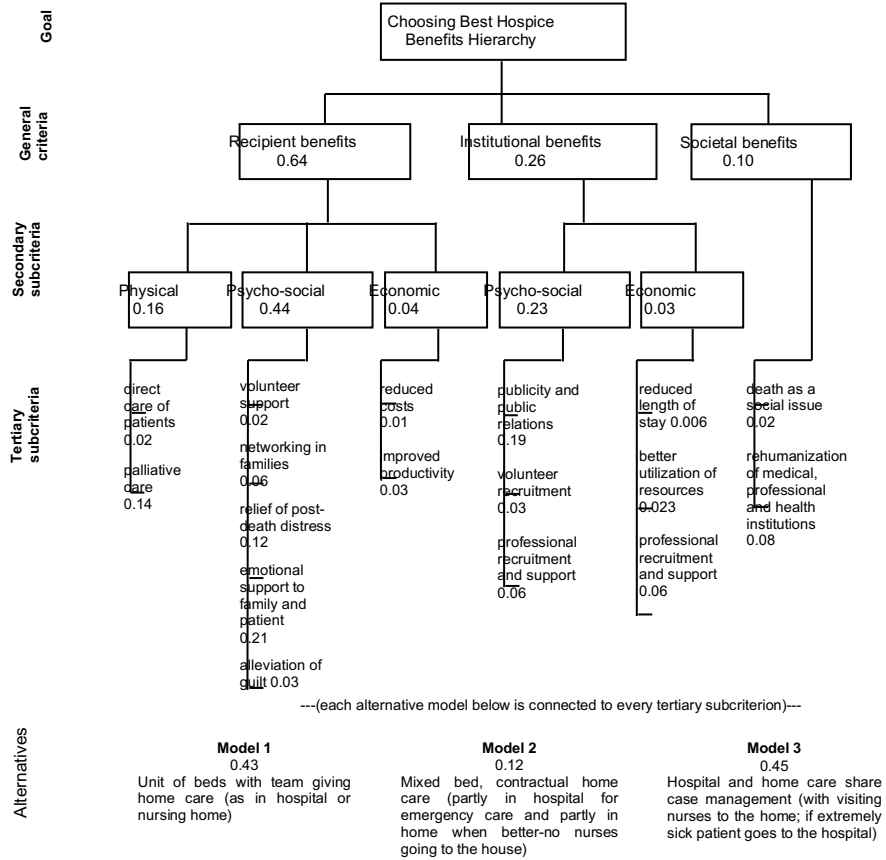 Goal
Choosing Best Hospice
Benefits Hierarchy
General
criteria
Recipient benefits
0.64
Institutional benefits
0.26
Societal benefits
0.10
Secondary
subcriteria
Physical
0.16
Psycho-social
0.44
Economic
0.04
Psycho-social
0.23
Economic
0.03
Tertiary
subcriteria
direct
care of
patients
0.02
palliative
care
0.14
volunteer
support
0.02
networking in
families
0.06
relief of post-
death distress
0.12
emotional
support to
family and
patient
0.21
alleviation of
guilt 0.03
reduced
costs
0.01
improved
productivity
0.03
publicity and
public
relations
0.19
volunteer
recruitment
0.03
professional
recruitment
and support
0.06
reduced
length of
stay 0.006
better
utilization of
resources
0.023
professional
recruitment
and support
0.06
death as a
social issue
0.02
rehumanization
of medical,
professional
and health
institutions
0.08
---(each alternative model below is connected to every tertiary subcriterion)---
Alternatives
Model 1
0.43
Unit of beds with team giving
home care (as in hospital or
nursing home)
Model 2
0.12
Mixed bed, contractual home
care (partly in hospital for
emergency care and partly in
home when better-no nurses
going to the house)
Model 3
0.45
Hospital and home care share
case management (with visiting
nurses to the home; if extremely
sick patient goes to the hospital)